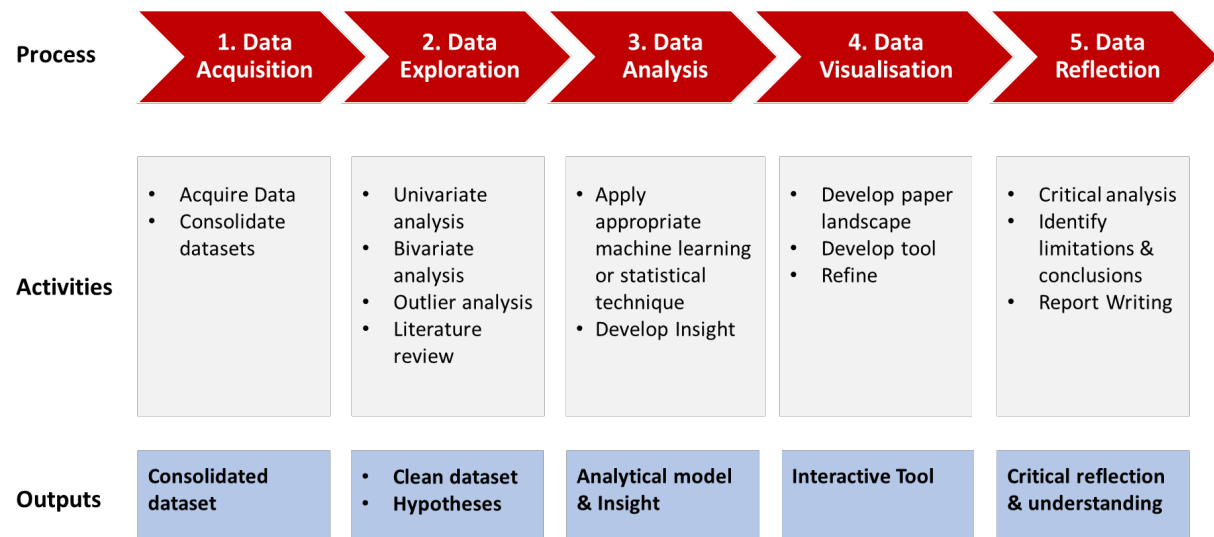 Process
1. Data
Acquisition
2. Data
Exploration
3. Data
Analysis
4. Data
Visualisation
5. Data
Reflection
Activities
• Acquire Data
• Consolidate
datasets
• Univariate
analysis
• Bivariate
analysis
• Outlier analysis
• Literature
review
• Apply
appropriate
machine learning
or statistical
technique
• Develop Insight
• Develop paper
landscape
• Develop tool
• Refine
• Critical analysis
• Identify
limitations &
conclusions
• Report Writing
Outputs
Consolidated
dataset
• Clean dataset
• Hypotheses
Analytical model
& Insight
Interactive Tool
Critical reflection
& understanding